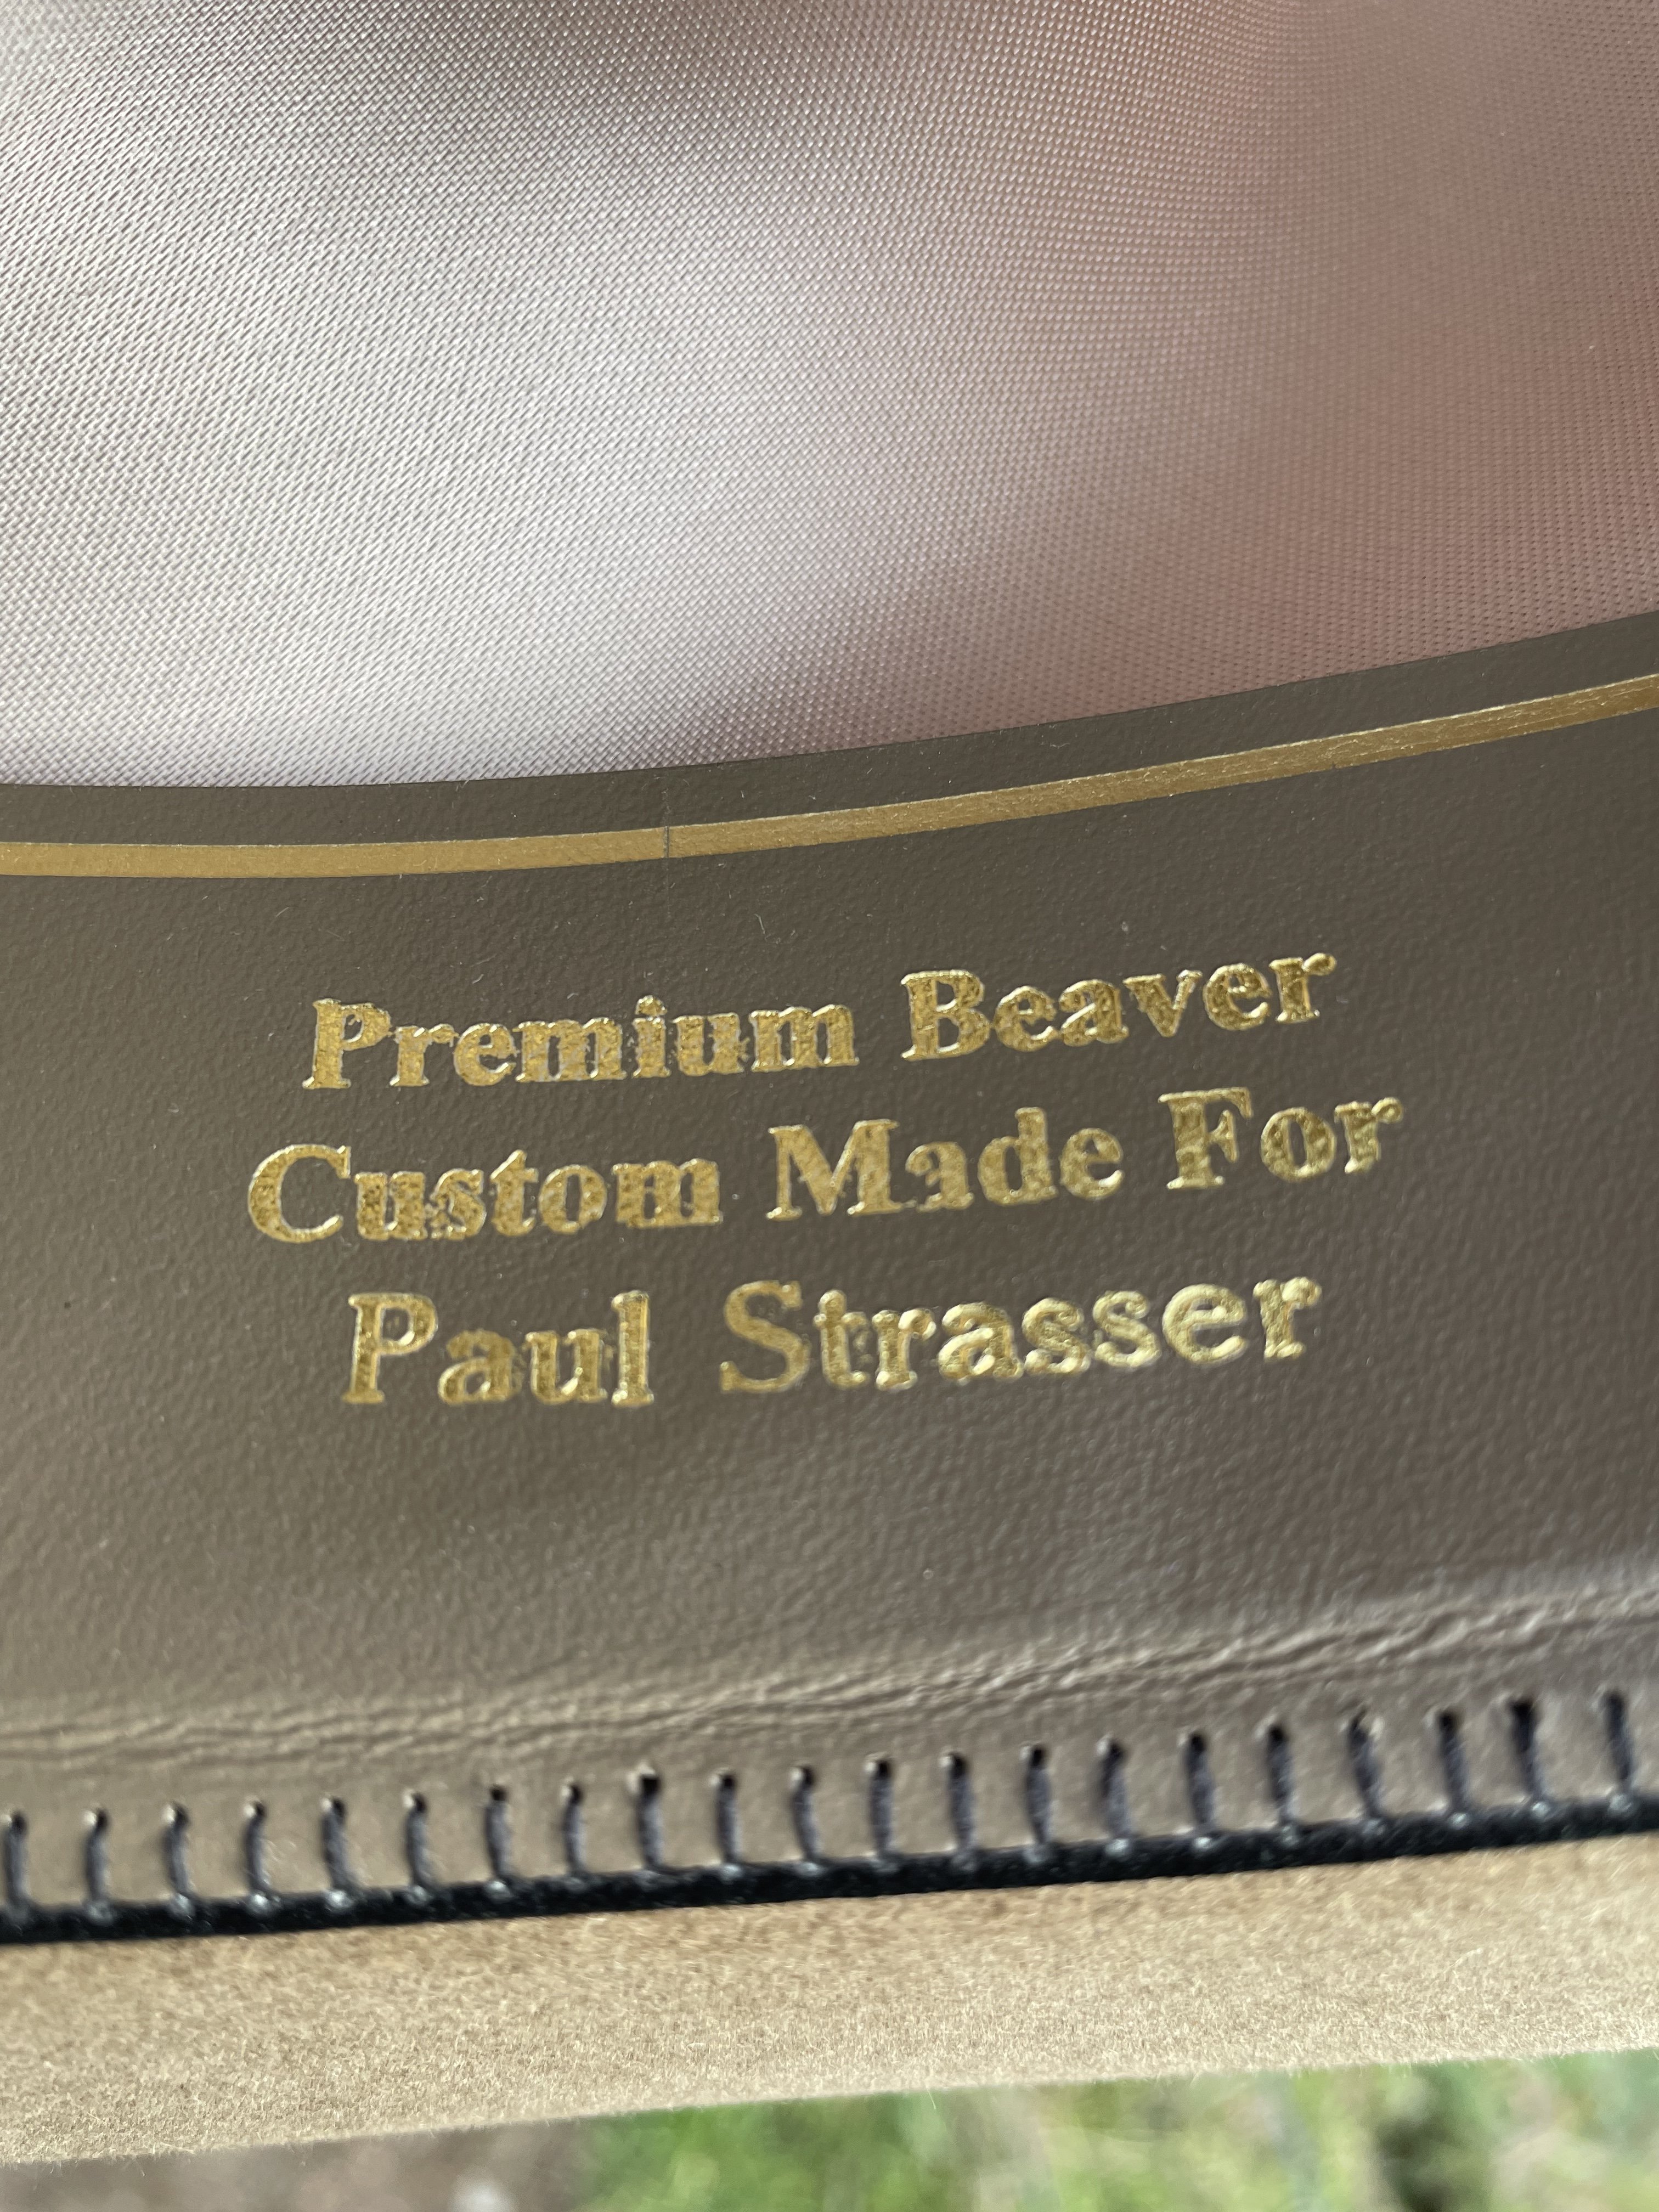 Premium Beaver
Custom Made For
Paul Strasser